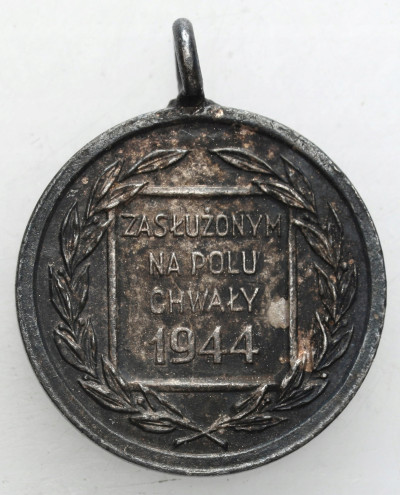 ZASŁUŻONYM
NA POLU
CHWAŁY
1944